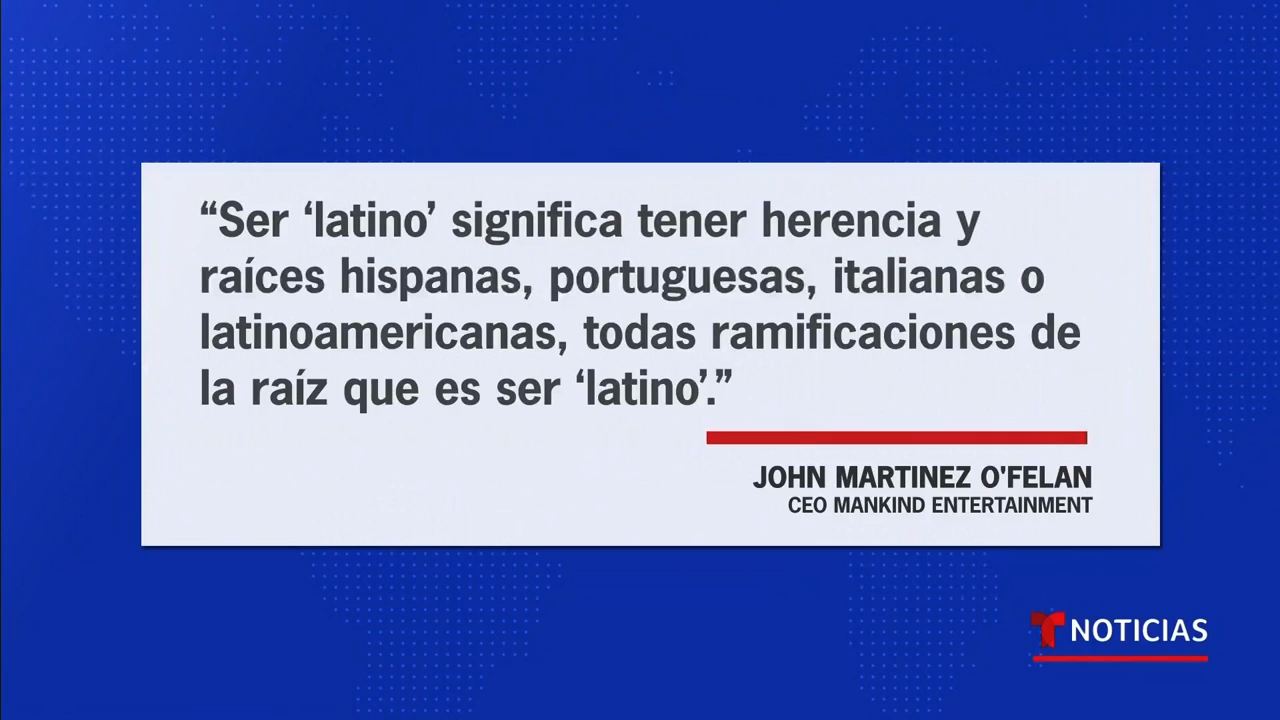 “Ser ‘latino’ significa tener herencia y
raíces hispanas, portuguesas, italianas o
latinoamericanas, todas ramificaciones de
la raíz que es ser ‘latino’.”
JOHN MARTINEZ O'FELAN
CEO MANKIND ENTERTAINMENT
NOTICIAS